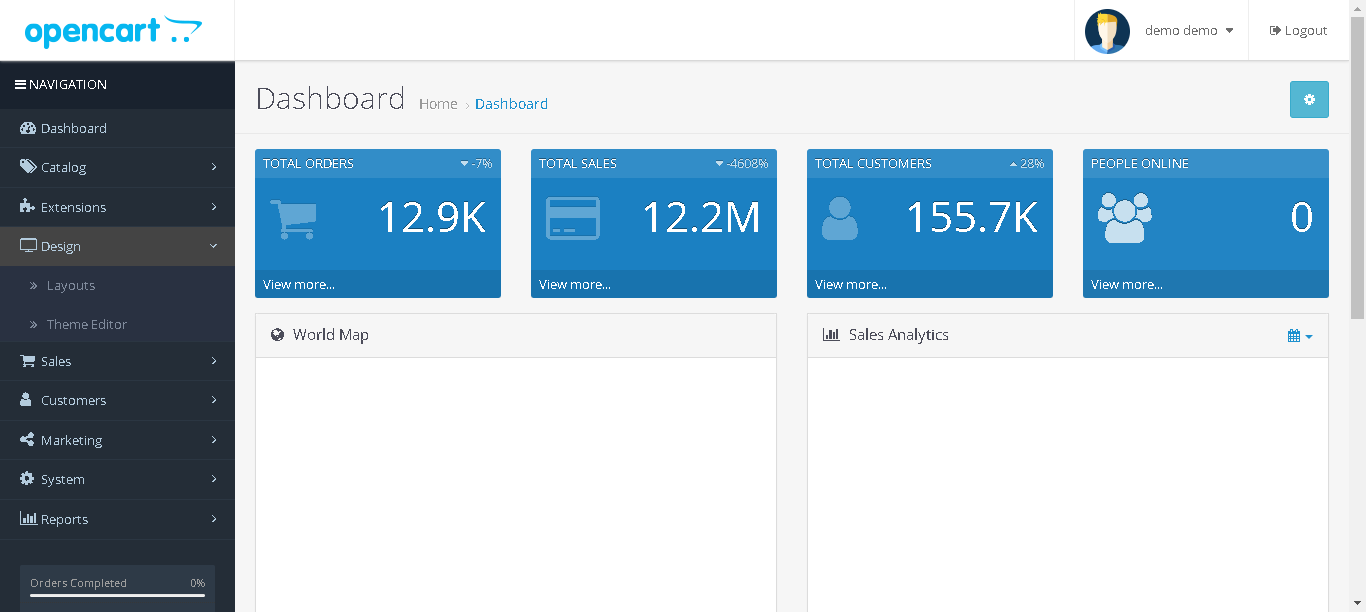 opencart
demo demo
Logout
NAVIGATION
Dashboard
Catalog
Extensions
Design
Layouts
Theme Editor
Sales
Customers
Marketing
System
Reports
Orders Completed 0%
Dashboard
Home › Dashboard
TOTAL ORDERS -7%
12.9K
View more...
TOTAL SALES -4608%
12.2M
View more...
TOTAL CUSTOMERS 28%
155.7K
View more...
PEOPLE ONLINE
0
View more...
World Map
Sales Analytics